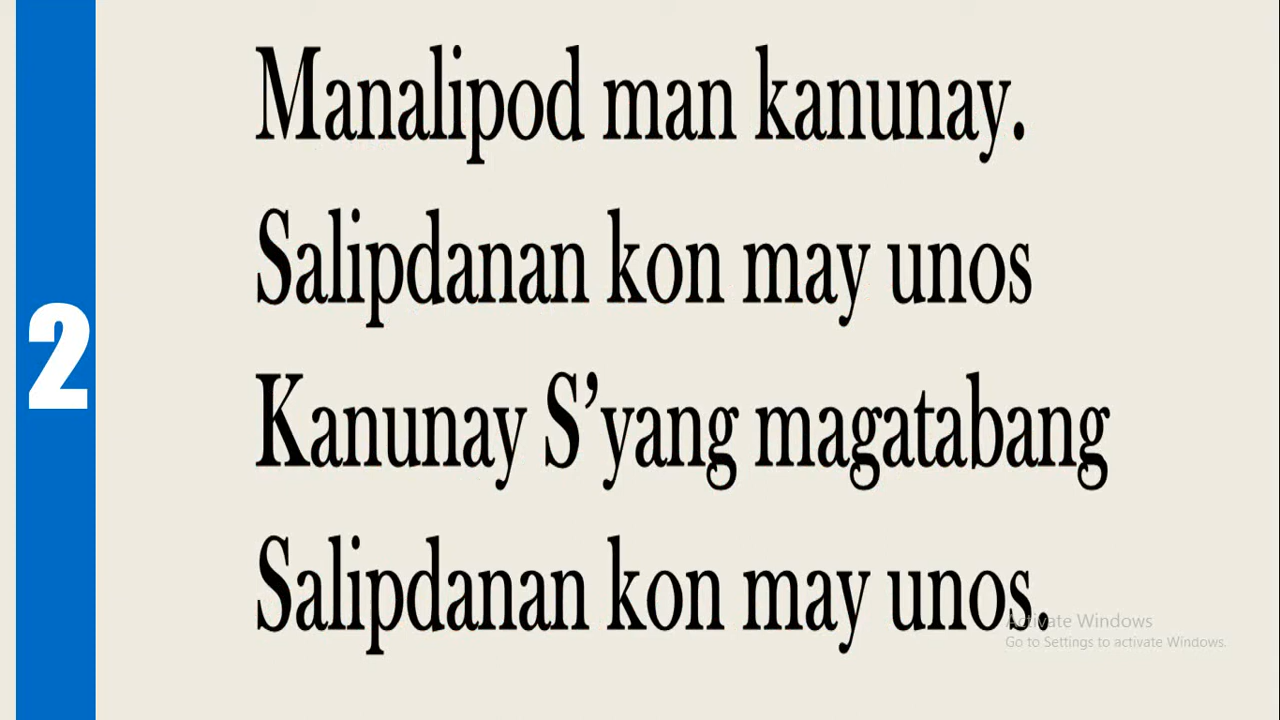 Manalipod man kanunay.
Salipdanan kon may unos
2
Kanunay S’yang magatabang
Salipdanan kon may unos.
Activate Windows
Go to Settings to activate Windows.